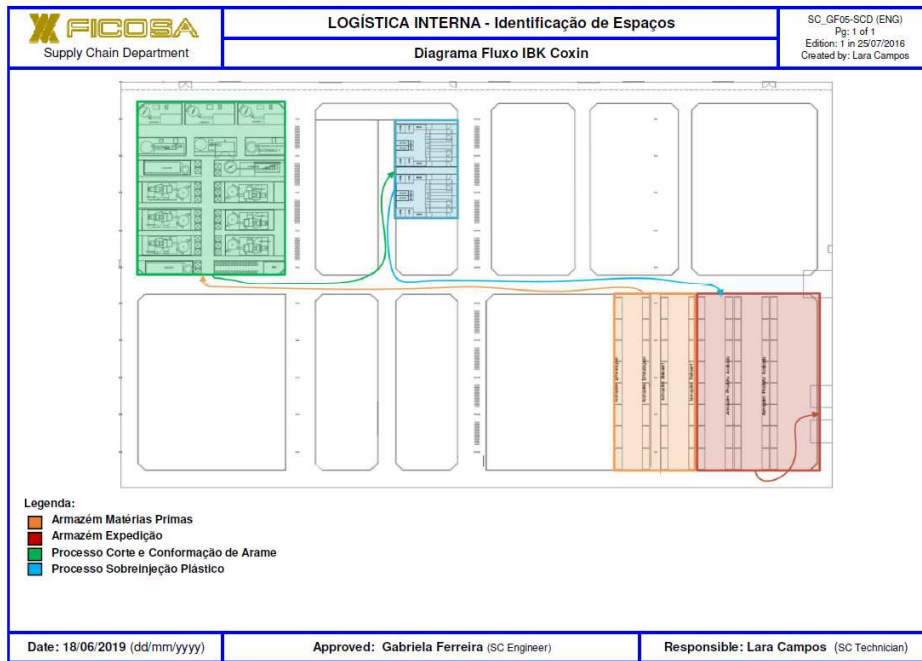 FICOSA
Supply Chain Department
LOGÍSTICA INTERNA - Identificação de Espaços
Diagrama Fluxo IBK Coxin
SC_GF05-SCD (ENG)
Pg: 1 of 1
Edition: 1 in 25/07/2016
Created by: Lara Campos
Legenda:
Armazém Matérias Primas
Armazém Expedição
Processo Corte e Conformação de Arame
Processo Sobreinjeção Plástico
Date: 18/06/2019 (dd/mm/yyyy)
Approved: Gabriela Ferreira (SC Engineer)
Responsible: Lara Campos (SC Technician)